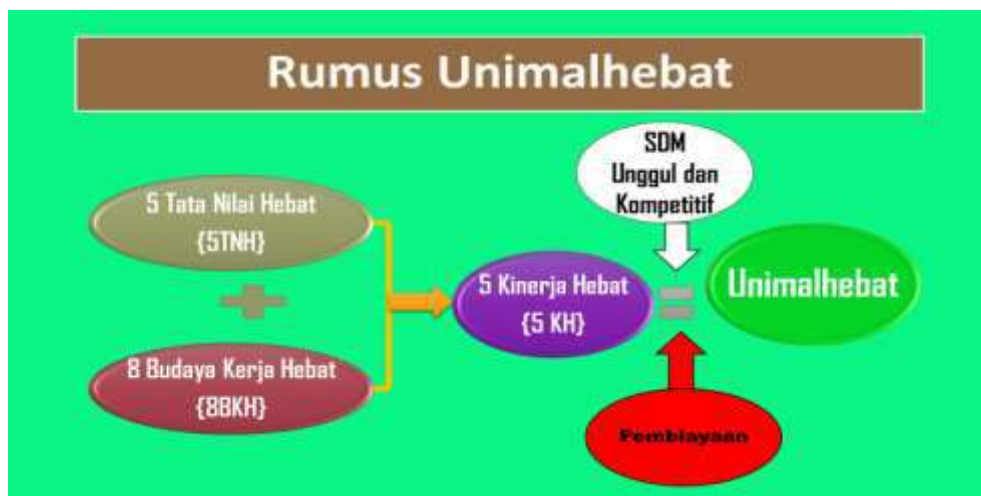 Rumus Unimalhebat
5 Tata Nilai Hebat
{5TNH}
8 Budaya Kerja Hebat
{8BKH}
5 Kinerja Hebat
{5 KH}
SDM
Unggul dan
Kompetitif
Unimalhebat
Pembiayaan